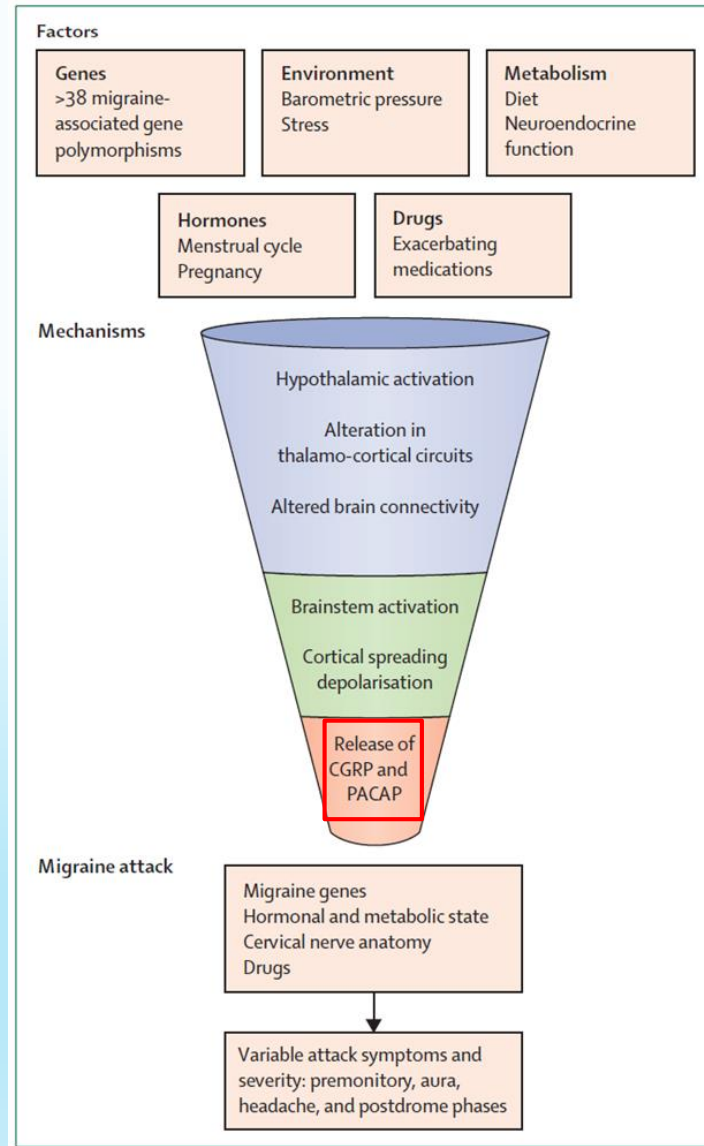 Factors
Genes
>38 migraine-
associated gene
polymorphisms
Environment
Barometric pressure
Stress
Metabolism
Diet
Neuroendocrine
function
Hormones
Menstrual cycle
Pregnancy
Drugs
Exacerbating
medications
Mechanisms
Hypothalamic activation
Alteration in
thalamo-cortical circuits
Altered brain connectivity
Brainstem activation
Cortical spreading
depolarisation
Release of
CGRP and
PACAP
Migraine attack
Migraine genes
Hormonal and metabolic state
Cervical nerve anatomy
Drugs
Variable attack symptoms and
severity: premonitory, aura,
headache, and postdrome phases